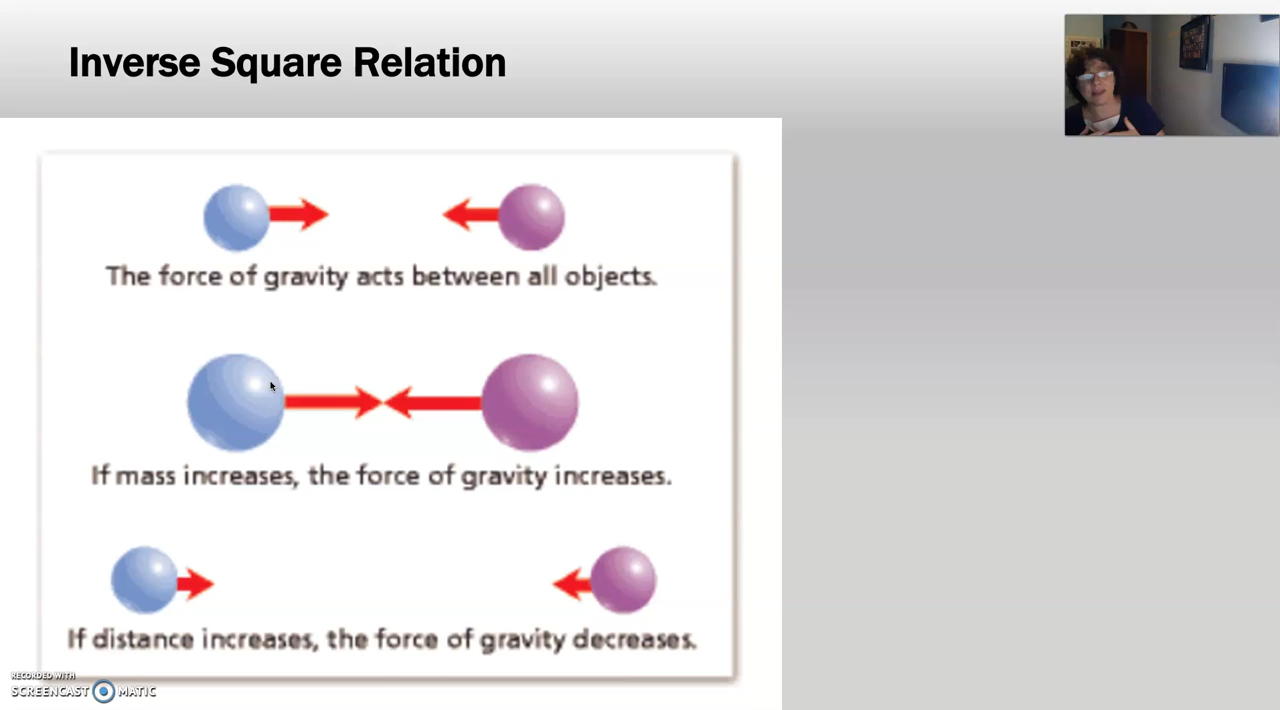 Inverse Square Relation
The force of gravity acts between all objects.
If mass increases, the force of gravity increases.
If distance increases, the force of gravity decreases.
RECORDED WITH
SCREENCAST MATIC